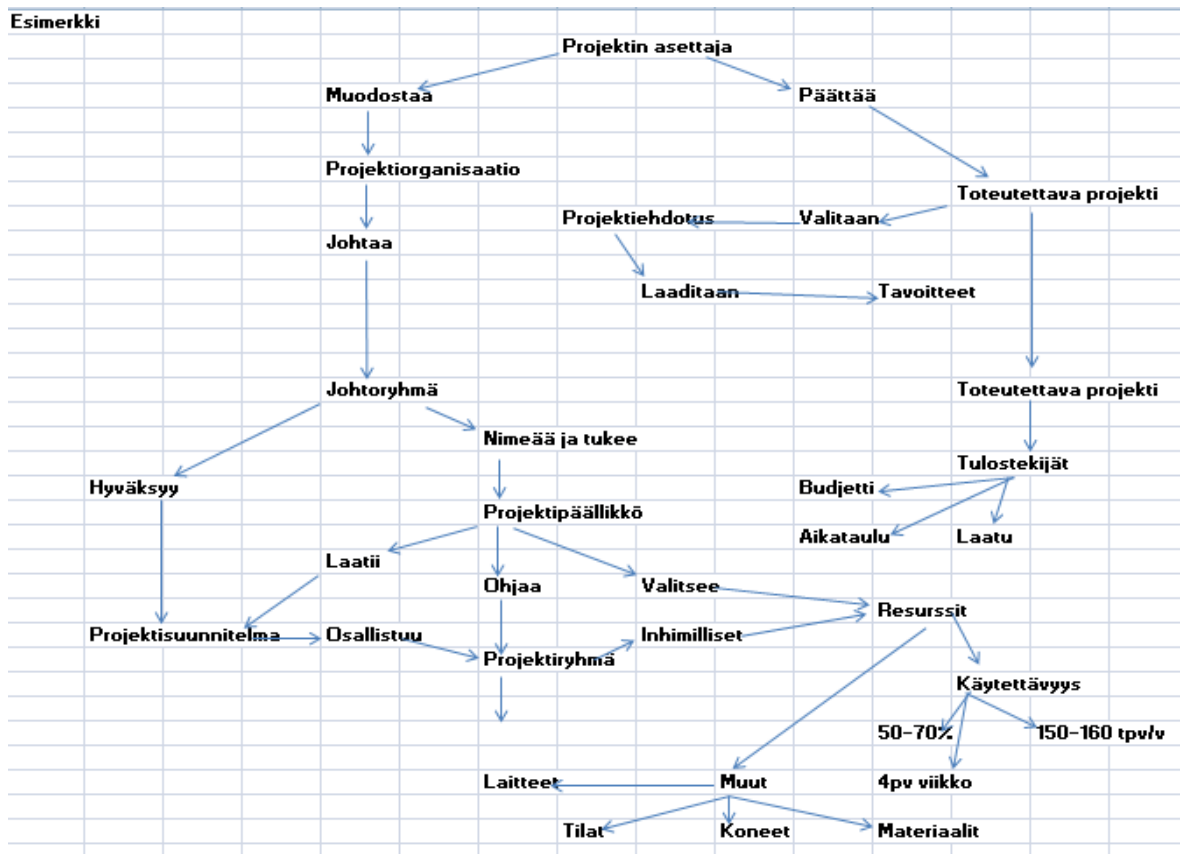 Esimerkki
Projektin asettaja
Muodostaa
Päättää
Projektiorganisaatio
Toteutettava projekti
Projektiehdotus
Valitaan
Johtaa
Laaditaan
Tavoitteet
Johtoryhmä
Toteutettava projekti
Nimeää ja tukee
Tulostekijät
Hyväksyy
Budjetti
Projektipäällikkö
Aikataulu
Laatu
Laatii
Ohjaa
Valitsee
Resurssit
Projektisuunnitelma
Osallistuu
Inhimilliset
Projektiryhmä
Käytettävyys
50-70%
150-160 tpv/v
Laitteet
Muut
4pv viikko
Tilat
Koneet
Materiaalit